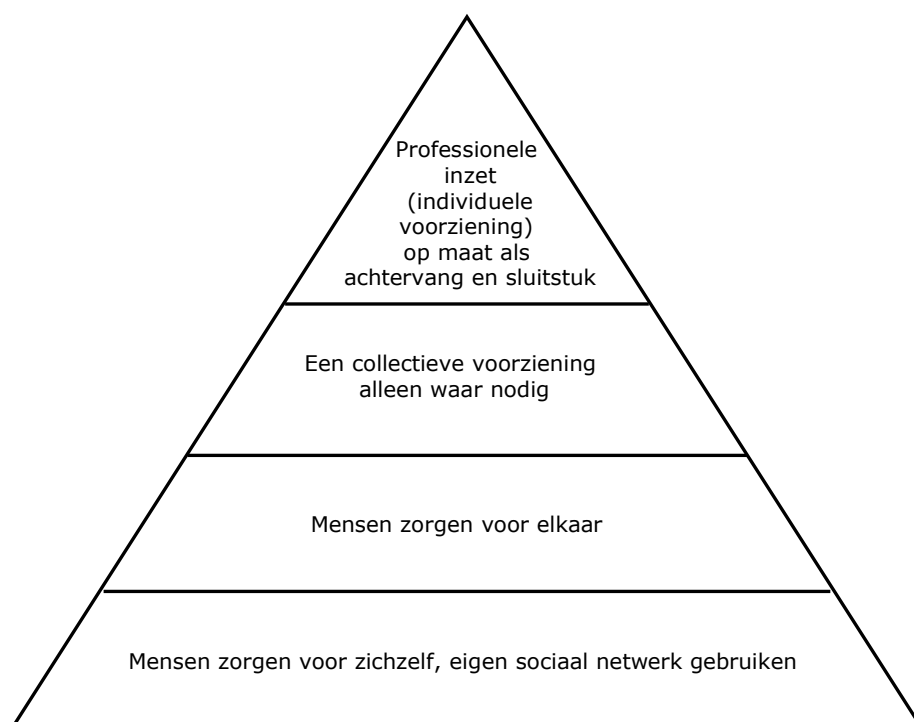 Professionele
inzet
(individuele
voorziening)
op maat als
achtervang en sluitstuk
Een collectieve voorziening
alleen waar nodig
Mensen zorgen voor elkaar
Mensen zorgen voor zichzelf, eigen sociaal netwerk gebruiken